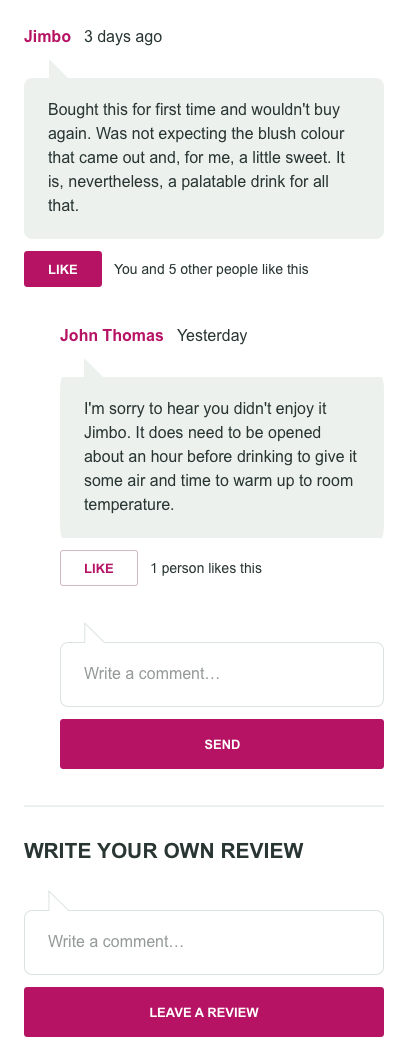 Jimbo 3 days ago
Bought this for first time and wouldn't buy
again. Was not expecting the blush colour
that came out and, for me, a little sweet. It
is, nevertheless, a palatable drink for all
that.
LIKE You and 5 other people like this
John Thomas Yesterday
I'm sorry to hear you didn't enjoy it
Jimbo. It does need to be opened
about an hour before drinking to give it
some air and time to warm up to room
temperature.
LIKE 1 person likes this
Write a comment…
SEND
WRITE YOUR OWN REVIEW
Write a comment…
LEAVE A REVIEW